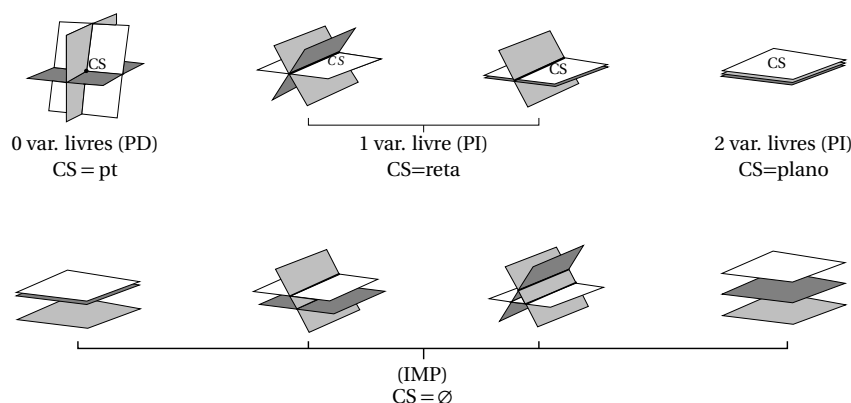 CS
CS
CS
CS
0 var. livres (PD)
CS = pt
1 var. livre (PI)
CS=reta
2 var. livres (PI)
CS=plano
(IMP)
CS = ∅